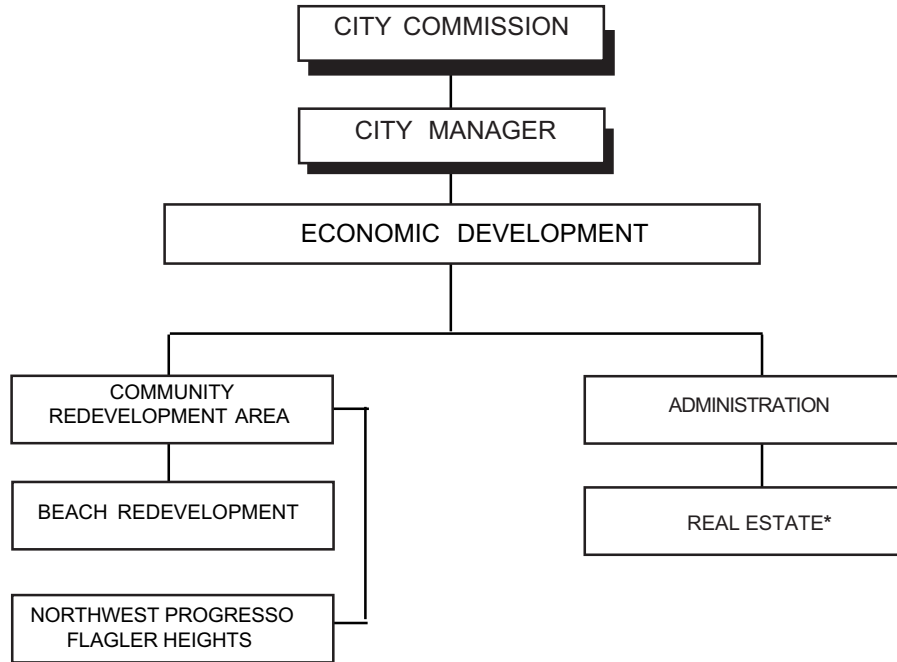 CITY COMMISSION
CITY MANAGER
ECONOMIC DEVELOPMENT
COMMUNITY
REDEVELOPMENT AREA
ADMINISTRATION
BEACH REDEVELOPMENT
REAL ESTATE*
NORTHWEST PROGRESSO
FLAGLER HEIGHTS